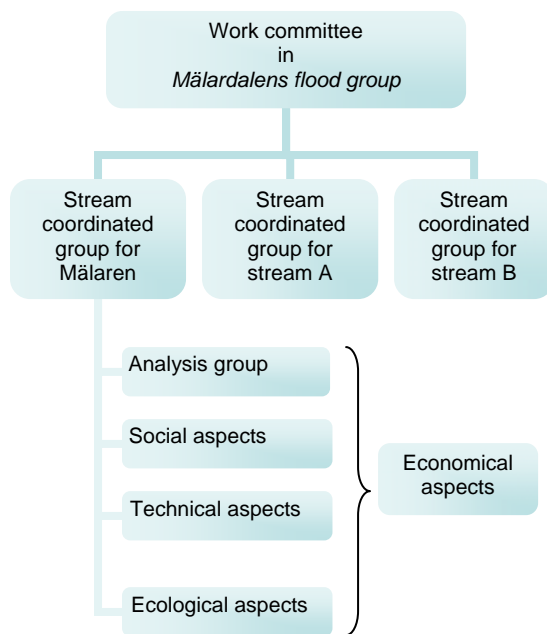 Work committee
in
Mälardalens flood group
Stream
coordinated
group for
Mälaren
Stream
coordinated
group for
stream A
Stream
coordinated
group for
stream B
Analysis group
Social aspects
Technical aspects
Ecological aspects
Economical
aspects